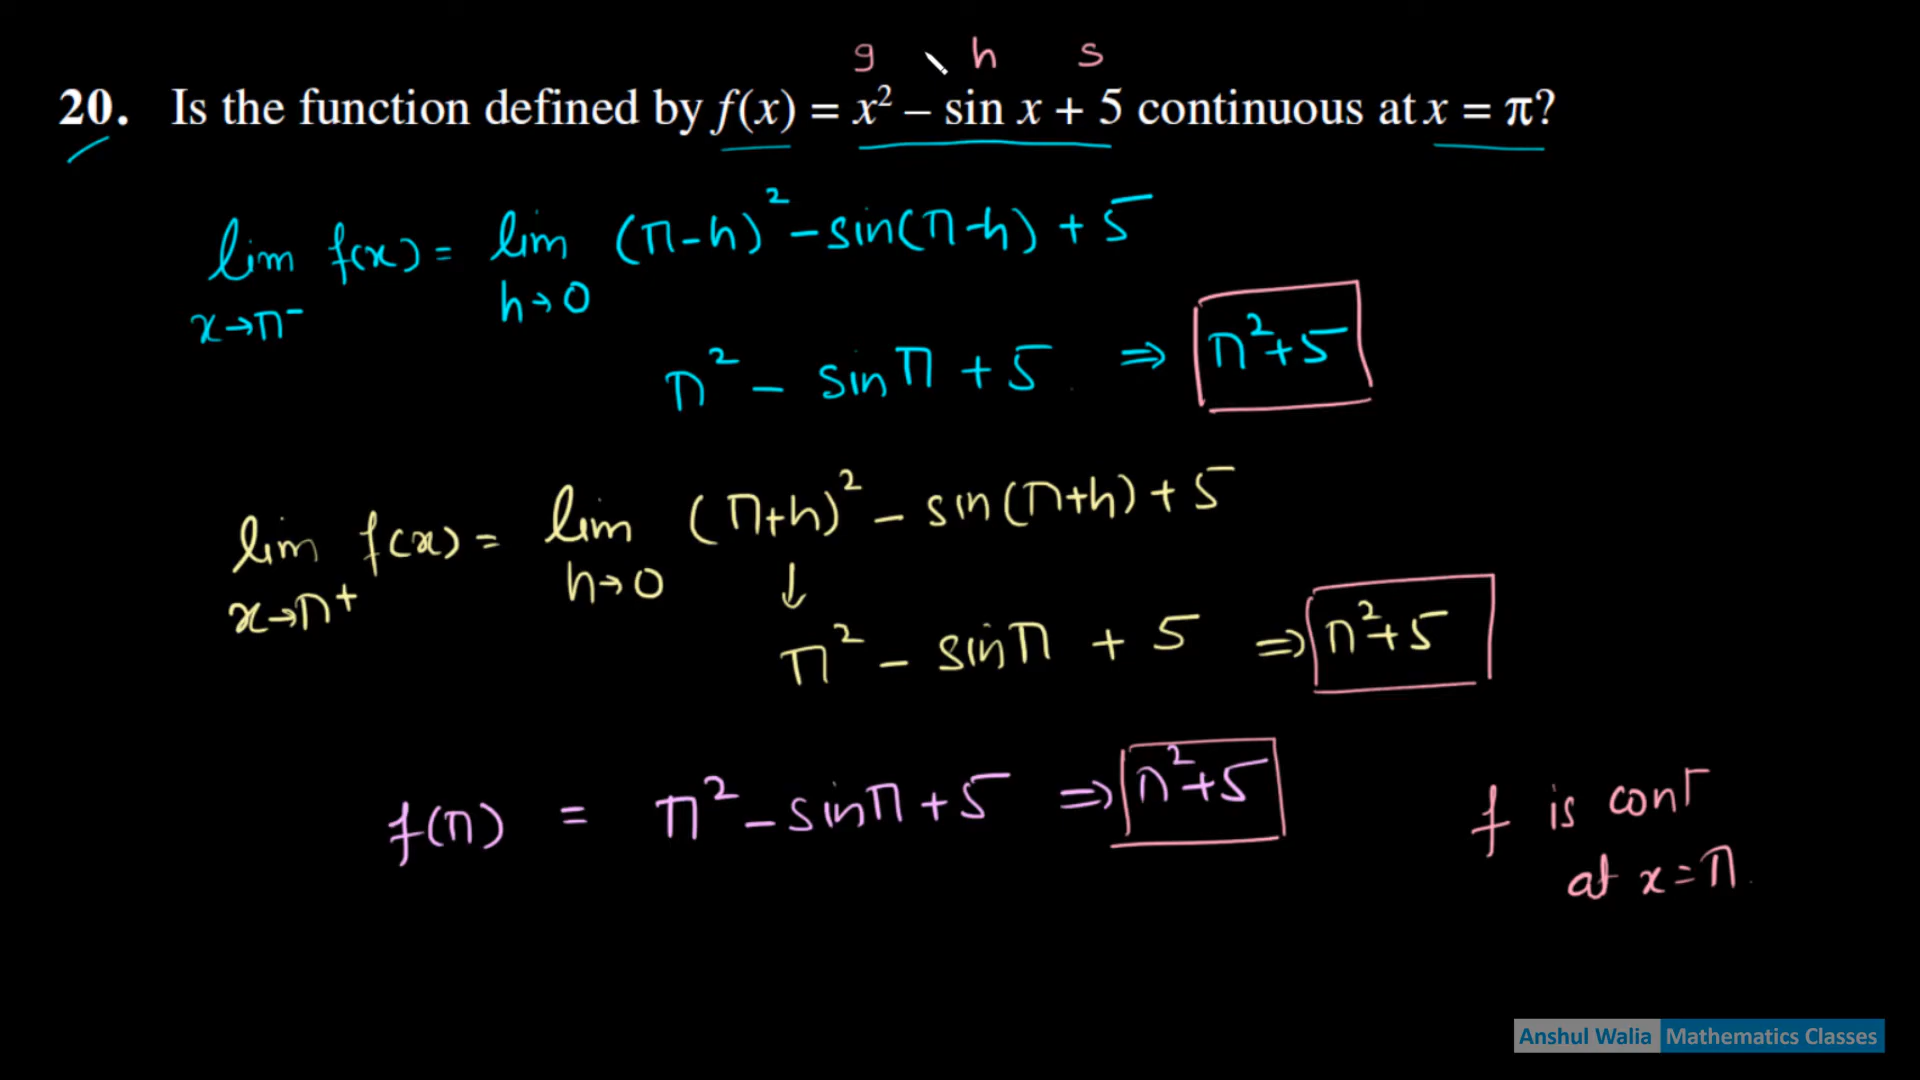 g h s
20. Is the function defined by f(x) = x² – sin x + 5 continuous at x = π?
lim f(x) = lim (π-h)² - sin(π-h) + 5
x→π⁻ h→0
π² - sin π + 5 ⇒ π²+5
lim f(x) = lim (π+h)² - sin(π+h) + 5
x→π⁺ h→0
↓
π² - sin π + 5 ⇒ π²+5
f(π) = π² - sin π + 5 ⇒ π²+5
f is cont
at x = π
Anshul Walia Mathematics Classes